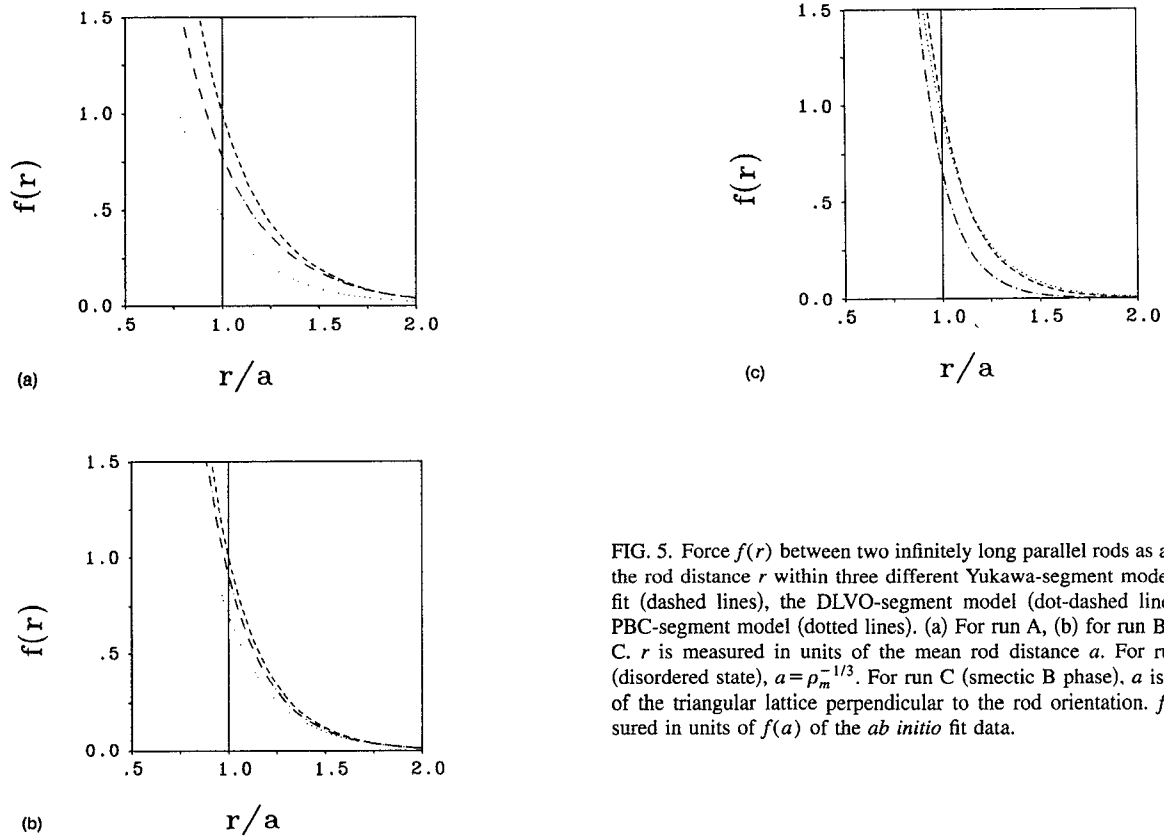 1.5
1.0
.5
0.0
f(r)
.5 1.0 1.5 2.0
(a) r/a
1.5
1.0
.5
0.0
f(r)
.5 1.0 1.5 2.0
(c) r/a
1.5
1.0
.5
0.0
f(r)
.5 1.0 1.5 2.0
(b) r/a
FIG. 5. Force f(r) between two infinitely long parallel rods as a
the rod distance r within three different Yukawa-segment mode
fit (dashed lines), the DLVO-segment model (dot-dashed line
PBC-segment model (dotted lines). (a) For run A, (b) for run B
C. r is measured in units of the mean rod distance a. For ru
(disordered state), a=ρm^-1/3. For run C (smectic B phase), a is
of the triangular lattice perpendicular to the rod orientation. f
sured in units of f(a) of the ab initio fit data.